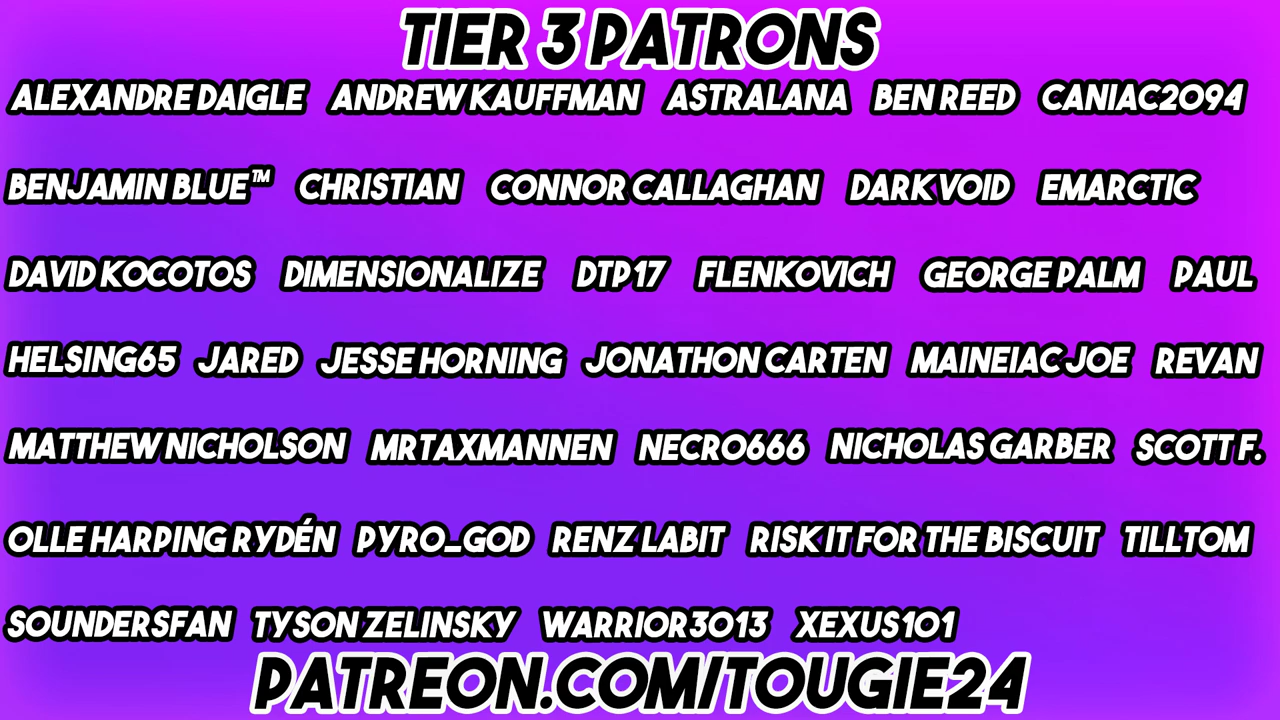 TIER 3 PATRONS
ALEXANDRE DAIGLE ANDREW KAUFFMAN ASTRALANA BEN REED CANIAC2094
BENJAMIN BLUE™ CHRISTIAN CONNOR CALLAGHAN DARK VOID EMARCTIC
DAVID KOCOTOS DIMENSIONALIZE DTP17 FLENKOVICH GEORGE PALM PAUL
HELSING65 JARED JESSE HORNING JONATHON CARTEN MAINEIAC JOE REVAN
MATTHEW NICHOLSON MRTAXMANNEN NECRO666 NICHOLAS GARBER SCOTT F.
OLLE HARPING RYDÉN PYRO_GOD RENZ LABIT RISK IT FOR THE BISCUIT TILLTOM
SOUNDERSFAN TYSON ZELINSKY WARRIOR3013 XEXUS101
PATREON.COM/TOUGIE24